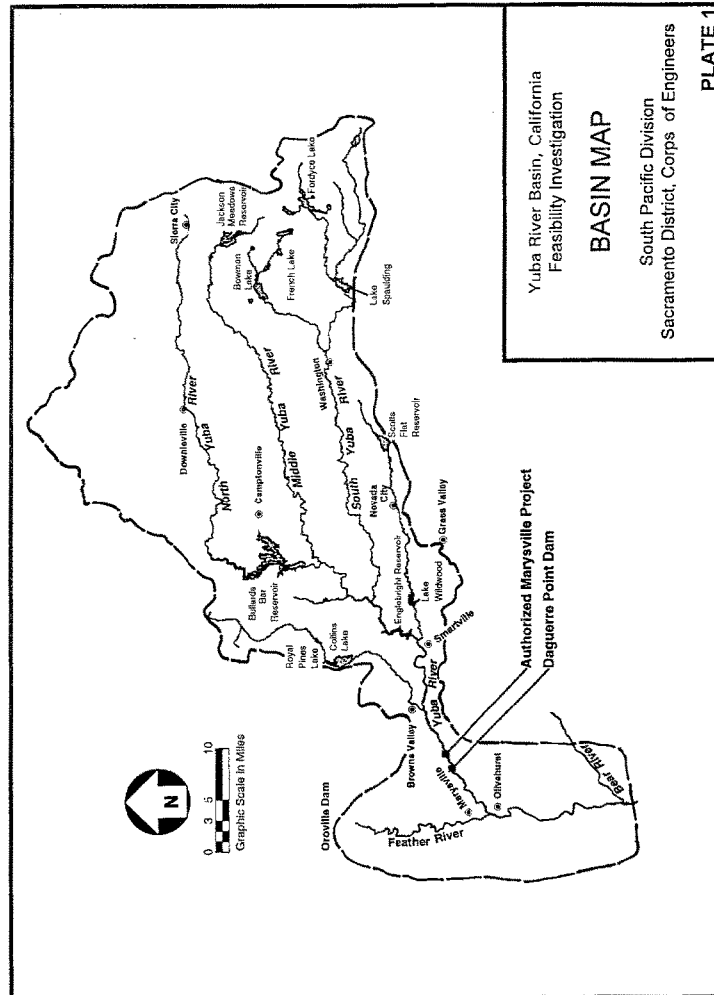 Oroville Dam
N
0 3 5 10
Graphic Scale in Miles
Feather River
Marysville
Olivehurst
Bear River
Browns Valley
Yuba River
Authorized Marysville Project
Daguerre Point Dam
Royal
Pines
Lake
Collins
Lake
Smartville
Bullards
Bar
Reservoir
Englebright Reservoir
Lake
Wildwood
Camptonville
Downieville
North Yuba River
Middle Yuba River
South Yuba River
Nevada
City
Grass Valley
Scotts
Flat
Reservoir
Washington
Sierra City
Jackson
Meadows
Reservoir
Bowman
Lake
French Lake
Fordyce Lake
Lake
Spaulding
Yuba River Basin, California
Feasibility Investigation
BASIN MAP
South Pacific Division
Sacramento District, Corps of Engineers
PLATE 1